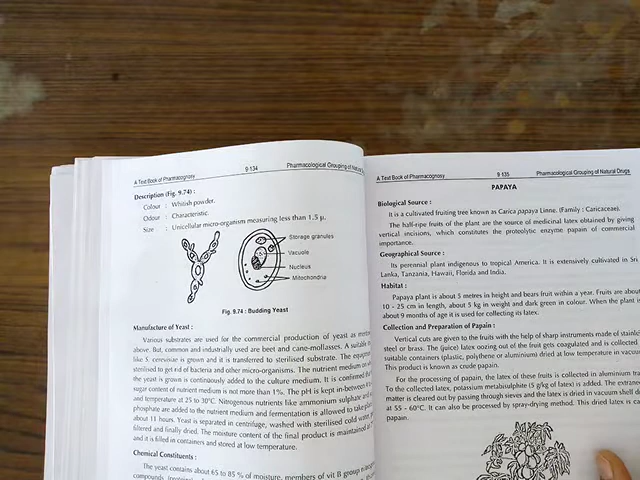 A Text Book of Pharmacognosy 9·134 Pharmacological Grouping of Natural
Description (Fig. 9.74) :
Colour : Whitish powder.
Odour : Characteristic.
Size : Unicellular micro-organism measuring less than 1.5 μ.
Storage granules
Vacuole
Nucleus
Mitochondria
Fig. 9.74 : Budding Yeast
Manufacture of Yeast :
Various substrates are used for the commercial production of yeast as
above. But, common and industrially used are beet and cane-mollasses. A suitable
like S. cereviseae is grown and it is transferred to sterilised substrate. The
sterilised to get rid of bacteria and other micro-organisms. The nutrient medium
the yeast is grown is continuously added to the culture medium. It is confirmed
sugar content of nutrient medium is not more than 1%. The pH is kept in-between
and temperature at 25 to 30°C. Nitrogenous nutrients like ammonium sulphate and
phosphate are added to the nutrient medium and fermentation is allowed to take
about 11 hours. Yeast is separated in centrifuge, washed with sterilised cold
filtered and finally dried. The moisture content of the final product is maintained
and it is filled in containers and stored at low temperature.
Chemical Constituents :
The yeast contains about 65 to 85 % of moisture, members of vit B group
compounds
A Text Book of Pharmacognosy 9·135 Pharmacological Grouping of Natural Drugs
PAPAYA
Biological Source :
It is a cultivated fruiting tree known as Carica papaya Linne. (Family : Caricaceae).
The half-ripe fruits of the plant are the source of medicinal latex obtained by giving
vertical incisions, which constitutes the proteolytic enzyme papain of commercial
importance.
Geographical Source :
Its perennial plant indigenous to tropical America. It is extensively cultivated in Sri
Lanka, Tanzania, Hawaii, Florida and India.
Habitat :
Papaya plant is about 5 metres in height and bears fruit within a year. Fruits are about
10 - 25 cm in length, about 5 kg in weight and dark green in colour. When the plant is
about 9 months of age it is used for collecting its latex.
Collection and Preparation of Papain :
Vertical cuts are given to the fruits with the help of sharp instruments made of stainless
steel or brass. The (juice) latex oozing out of the fruit gets coagulated and is collected
suitable containers (plastic, polythene or aluminium) dried at low temperature in vacuum
This product is known as crude papain.
For the processing of papain, the latex of these fruits is collected in aluminium
To the collected latex, potassium metabisulphite (5 g/kg of latex) is added. The extraneous
matter is cleared out by passing through sieves and the latex is dried in vacuum shelf
at 55 - 60°C. It can also be processed by spray-drying method. This dried latex is
papain.